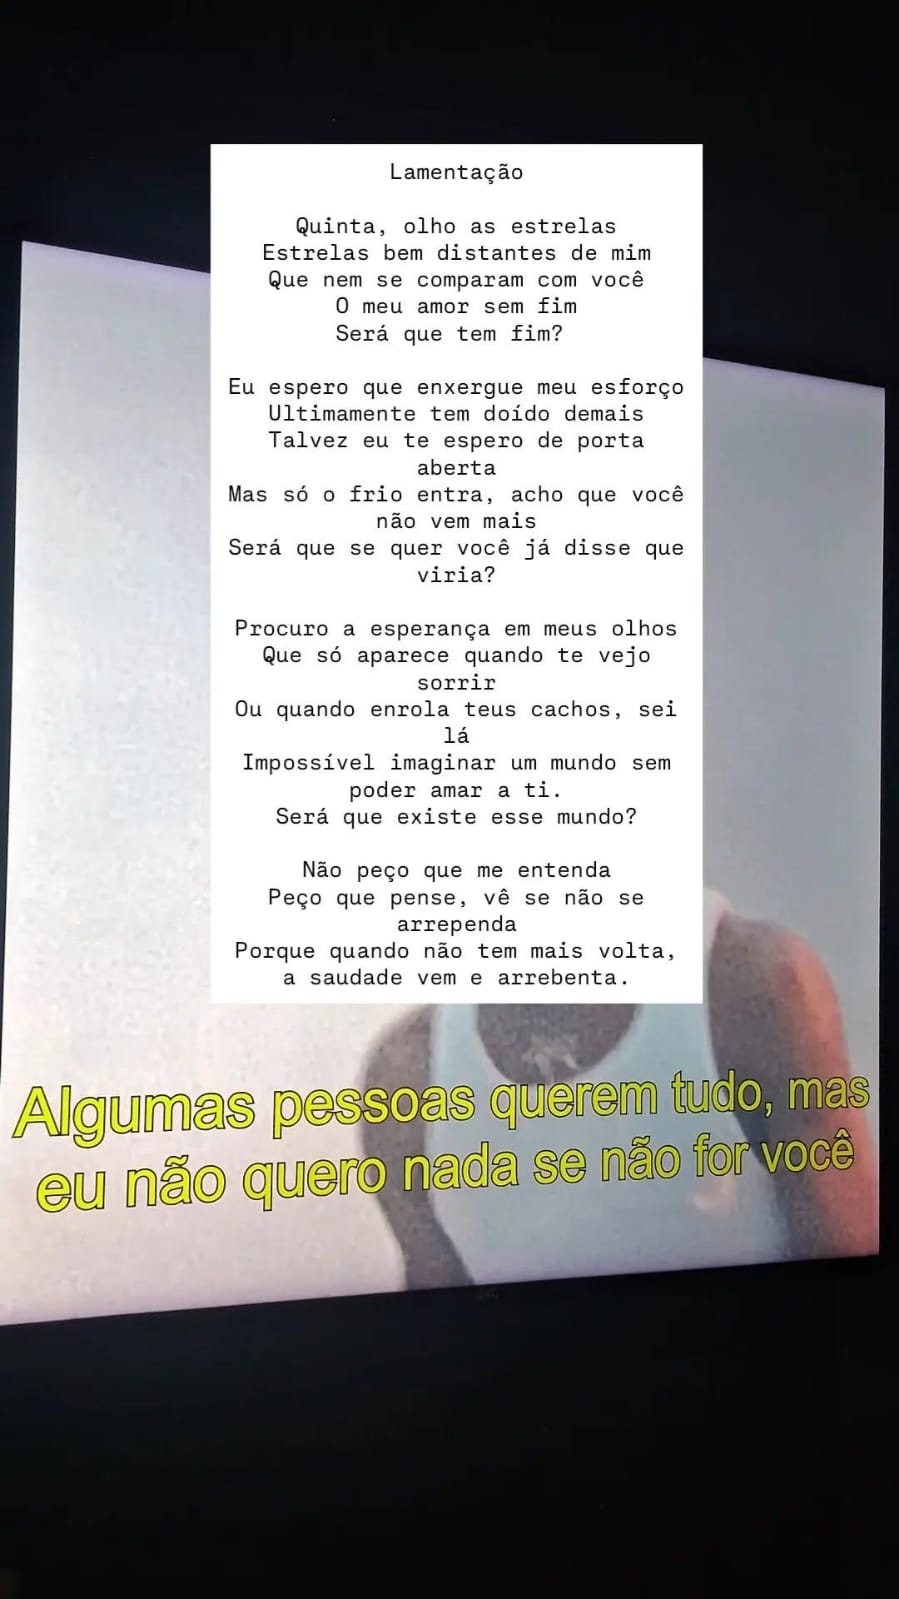 Lamentação
Quinta, olho as estrelas
Estrelas bem distantes de mim
Que nem se comparam com você
O meu amor sem fim
Será que tem fim?
Eu espero que enxergue meu esforço
Ultimamente tem doído demais
Talvez eu te espero de porta
aberta
Mas só o frio entra, acho que você
não vem mais
Será que se quer você já disse que
viria?
Procuro a esperança em meus olhos
Que só aparece quando te vejo
sorrir
Ou quando enrola teus cachos, sei
lá
Impossível imaginar um mundo sem
poder amar a ti.
Será que existe esse mundo?
Não peço que me entenda
Peço que pense, vê se não se
arrependa
Porque quando não tem mais volta,
a saudade vem e arrebenta.
Algumas pessoas querem tudo, mas
eu não quero nada se não for você